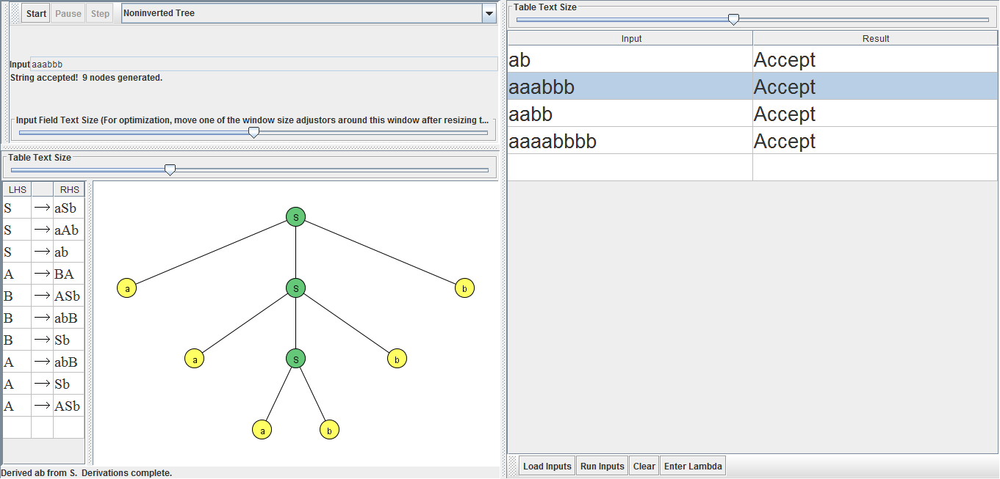 Start Pause Step Noninverted Tree
Input aaabbb
String accepted! 9 nodes generated.
Input Field Text Size (For optimization, move one of the window size adjustors around this window after resizing t...
Table Text Size
LHS RHS
S → aSb
S → aAb
S → ab
A → BA
B → ASb
B → abB
B → Sb
A → abB
A → Sb
A → ASb
S
a S b
a S b
a b
Derived ab from S. Derivations complete.
Table Text Size
Input Result
ab Accept
aaabbb Accept
aabb Accept
aaaabbbb Accept
Load Inputs Run Inputs Clear Enter Lambda